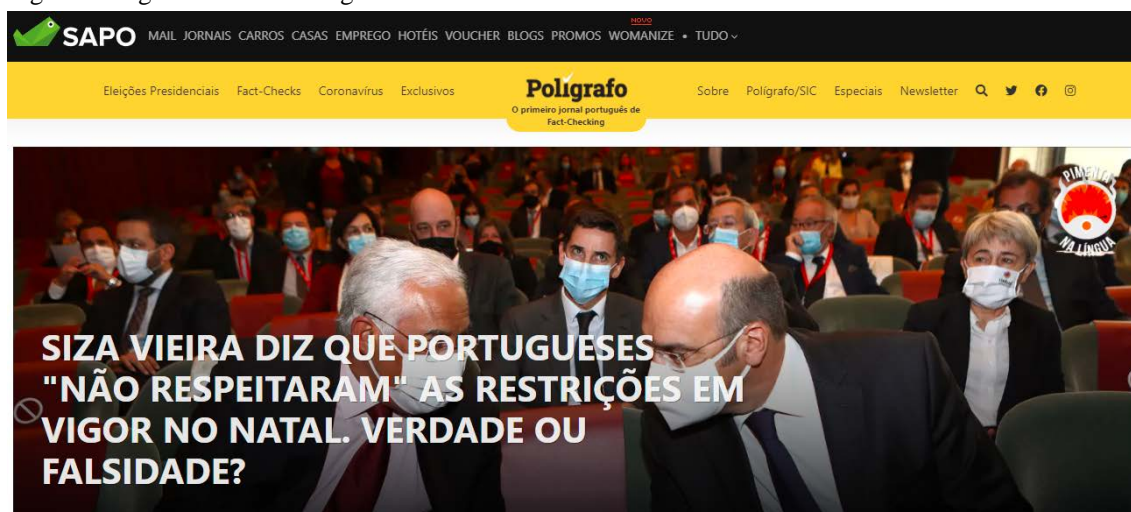 NOVO
SAPO MAIL JORNAIS CARROS CASAS EMPREGO HOTÉIS VOUCHER BLOGS PROMOS WOMANIZE • TUDO
Eleições Presidenciais Fact-Checks Coronavírus Exclusivos Polígrafo Sobre Polígrafo/SIC Especiais Newsletter
O primeiro jornal português de
Fact-Checking
PIMENTA
NA LÍNGUA
SIZA VIEIRA DIZ QUE PORTUGUESES
"NÃO RESPEITARAM" AS RESTRIÇÕES EM
VIGOR NO NATAL. VERDADE OU
FALSIDADE?